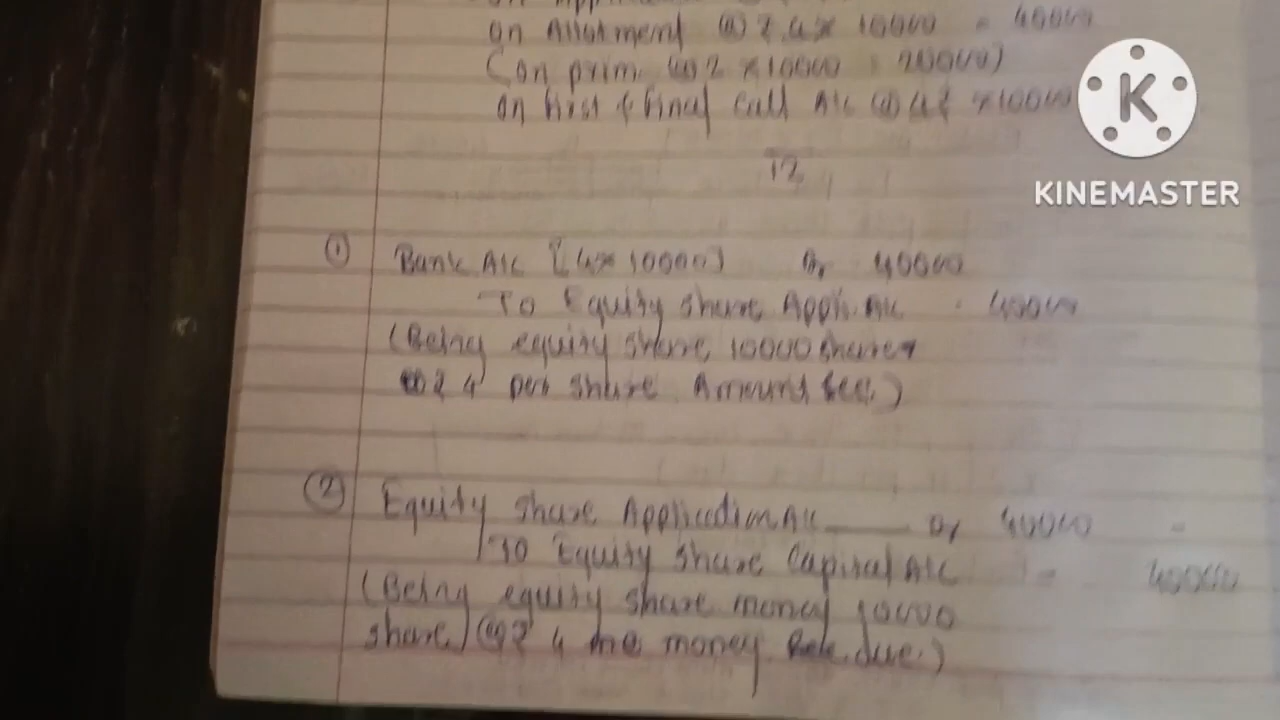 on Allotment @ ₹ 4 × 10000 = 40000
(on prim. @ 2 × 10000 = 20000)
on First & Final Call A/c @ 4₹ × 10000
12
K
KINEMASTER
① Bank A/c [4 × 10000] Dr 40000
To Equity Share Appli. A/c - 40000
(Being equity share 10000 shares
@ ₹ 4 per share Amount Rec.)
② Equity Share Application A/c Dr 40000 -
To Equity Share Capital A/c - 40000
(Being equity share money 10000
share @ ₹ 4 money due.)